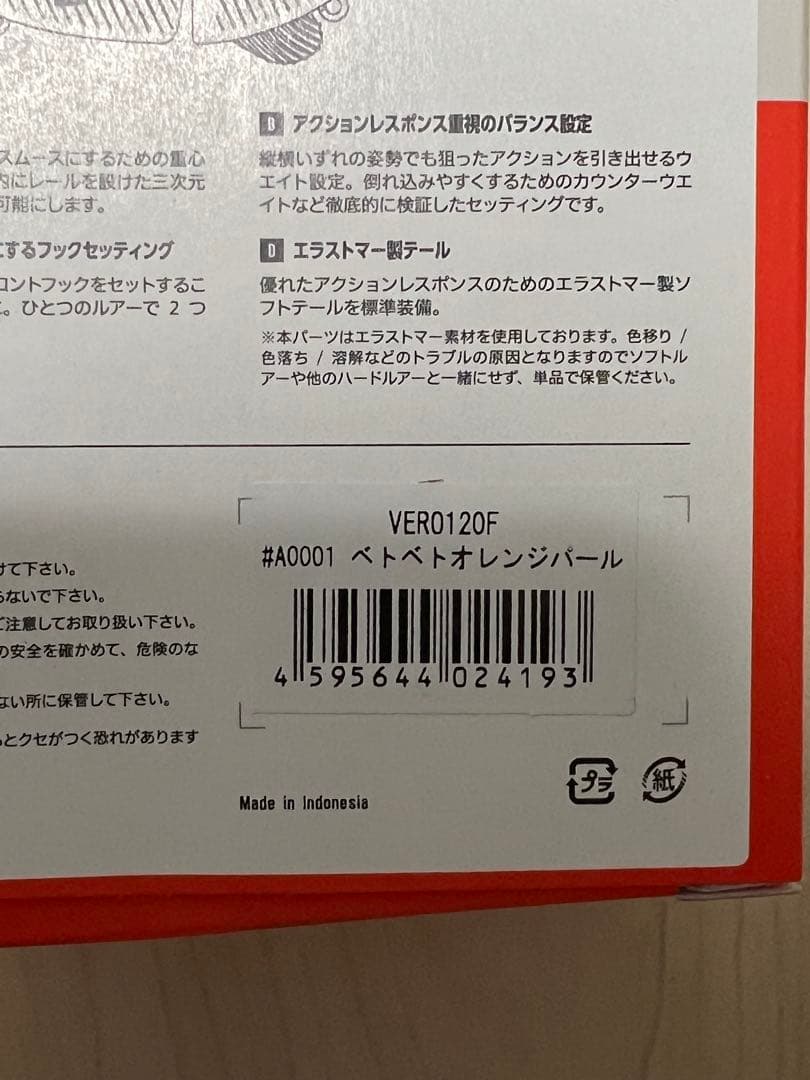 B アクションレスポンス重視のバランス設定
スムースにするための重心
内にレールを設けた三次元
可能にします。
縦横いずれの姿勢でも狙ったアクションを引き出せるウ
エイト設定。倒れ込みやすくするためのカウンターウエ
イトなど徹底的に検証したセッティングです。
にするフックセッティング
ロントフックをセットするこ
。ひとつのルアーで 2 つ
D エラストマー製テール
優れたアクションレスポンスのためのエラストマー製ソ
フトテールを標準装備。
※本パーツはエラストマー素材を使用しております。色移り /
色落ち / 溶解などのトラブルの原因となりますのでソフトル
アーや他のハードルアーと一緒にせず、単品で保管ください。
けて下さい。
らないで下さい。
ご注意してお取り扱い下さい。
の安全を確かめて、危険のな
ない所に保管して下さい。
とクセがつく恐れがあります
VERO120F
#A0001 ベトベトオレンジパール
4 595644 024193
Made in Indonesia
プラ
紙